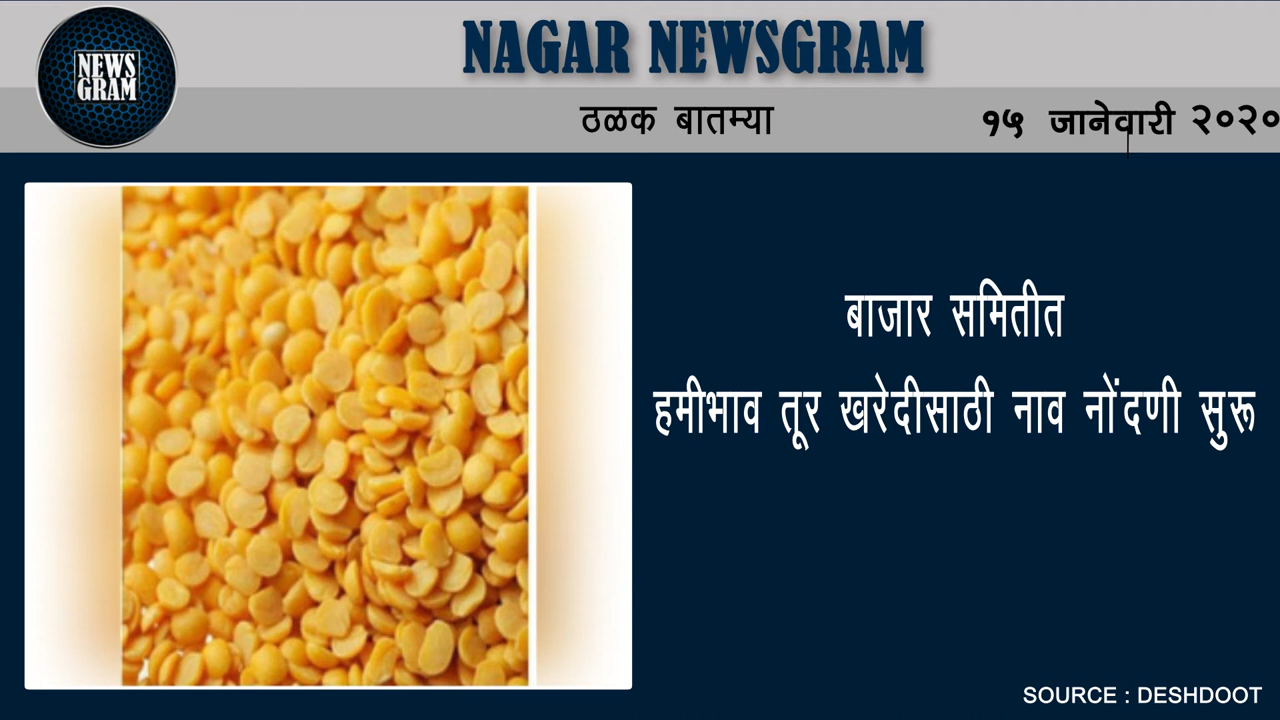 NEWS
GRAM
NAGAR NEWSGRAM
ठळक बातम्या
१५ जानेवारी २०२०
बाजार समितीत
हमीभाव तूर खरेदीसाठी नाव नोंदणी सुरू
SOURCE : DESHDOOT